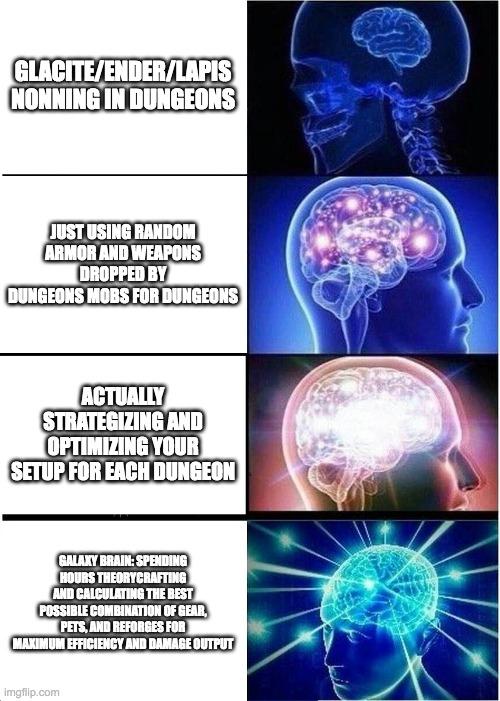 GLACITE/ENDER/LAPIS
NONNING IN DUNGEONS
JUST USING RANDOM
ARMOR AND WEAPONS
DROPPED BY
DUNGEONS MOBS FOR DUNGEONS
ACTUALLY
STRATEGIZING AND
OPTIMIZING YOUR
SETUP FOR EACH DUNGEON
GALAXY BRAIN: SPENDING
HOURS THEORYCRAFTING
AND CALCULATING THE BEST
POSSIBLE COMBINATION OF GEAR,
PETS, AND REFORGES FOR
MAXIMUM EFFICIENCY AND DAMAGE OUTPUT
imgflip.com